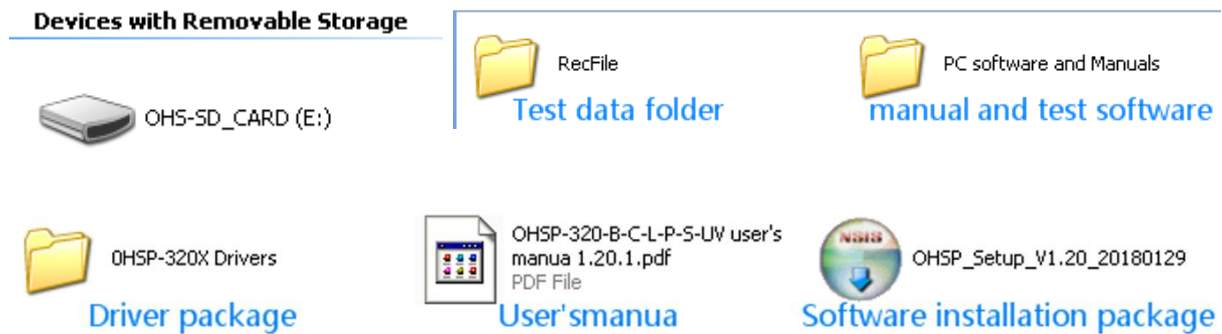 Devices with Removable Storage
OHS-SD_CARD (E:)
RecFile
Test data folder
PC software and Manuals
manual and test software
0HSP-320X Drivers
Driver package
OHSP-320-B-C-L-P-S-UV user's
manua 1.20.1.pdf
PDF File
User'smanua
NSIS
OHSP_Setup_V1.20_20180129
Software installation package